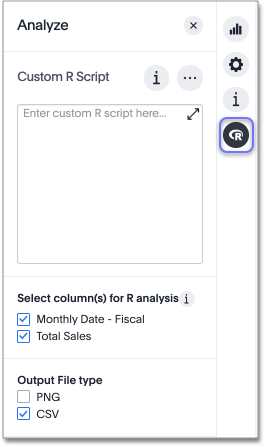 Analyze
Custom R Script
Enter custom R script here...
Select column(s) for R analysis
Monthly Date - Fiscal
Total Sales
Output File type
PNG
CSV